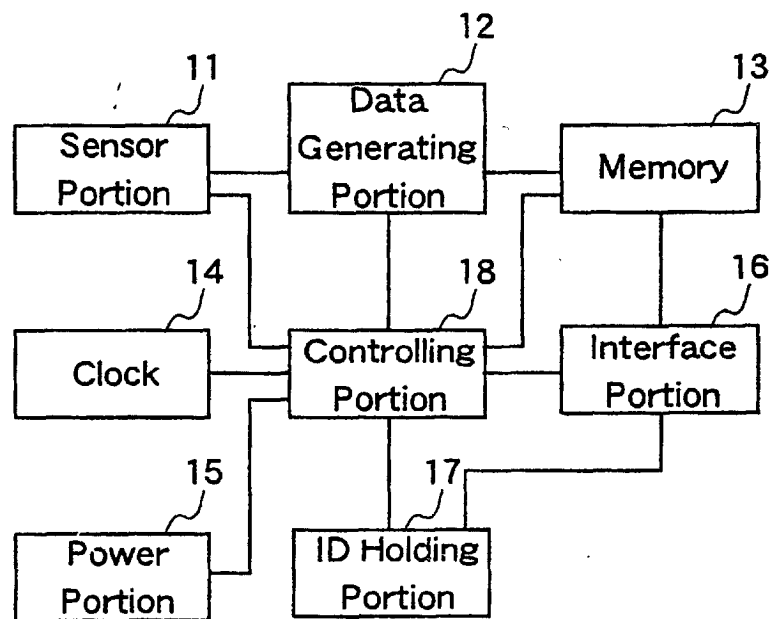 12
11
13
Data
Generating
Portion
Sensor
Portion
Memory
14
18
16
Clock
Controlling
Portion
Interface
Portion
15
17
Power
Portion
ID Holding
Portion